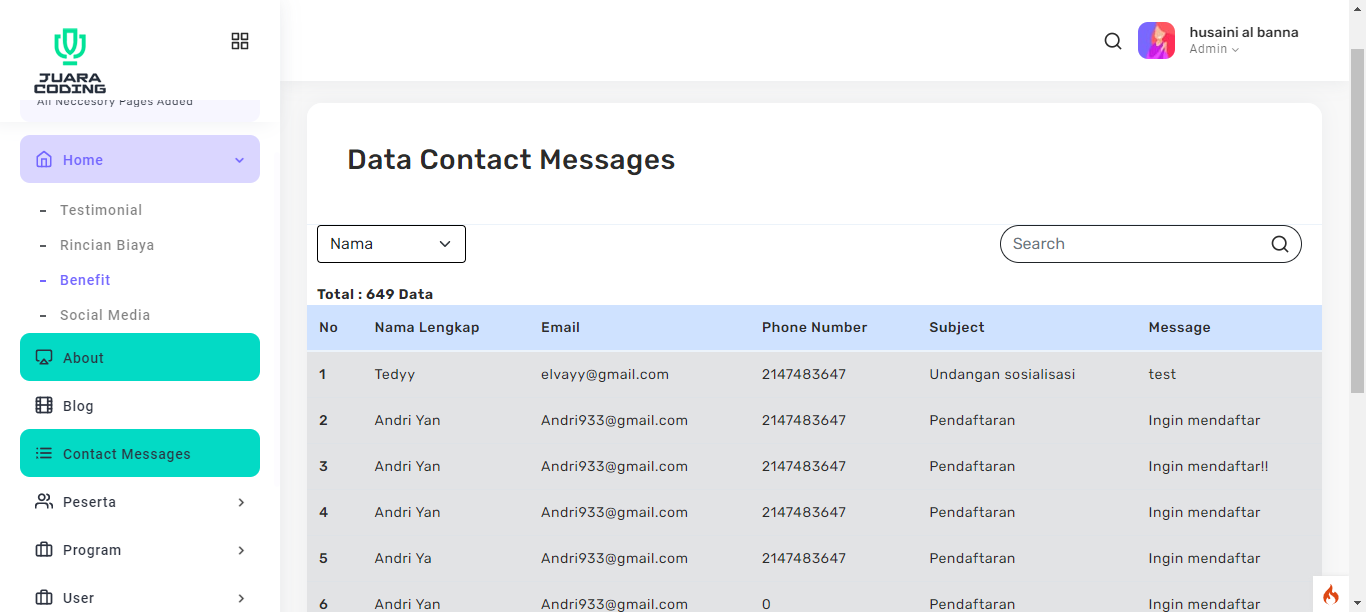 JUARA
CODING
husaini al banna
Admin
All Neccesory Pages Added
Home
- Testimonial
- Rincian Biaya
- Benefit
- Social Media
About
Blog
Contact Messages
Peserta
Program
User
Data Contact Messages
Nama
Search
Total : 649 Data
No Nama Lengkap Email Phone Number Subject Message
1 Tedyy elvayy@gmail.com 2147483647 Undangan sosialisasi test
2 Andri Yan Andri933@gmail.com 2147483647 Pendaftaran Ingin mendaftar
3 Andri Yan Andri933@gmail.com 2147483647 Pendaftaran Ingin mendaftar!!
4 Andri Yan Andri933@gmail.com 2147483647 Pendaftaran Ingin mendaftar
5 Andri Ya Andri933@gmail.com 2147483647 Pendaftaran Ingin mendaftar
6 Andri Yan Andri933@gmail.com 0 Pendaftaran Ingin mendaftar